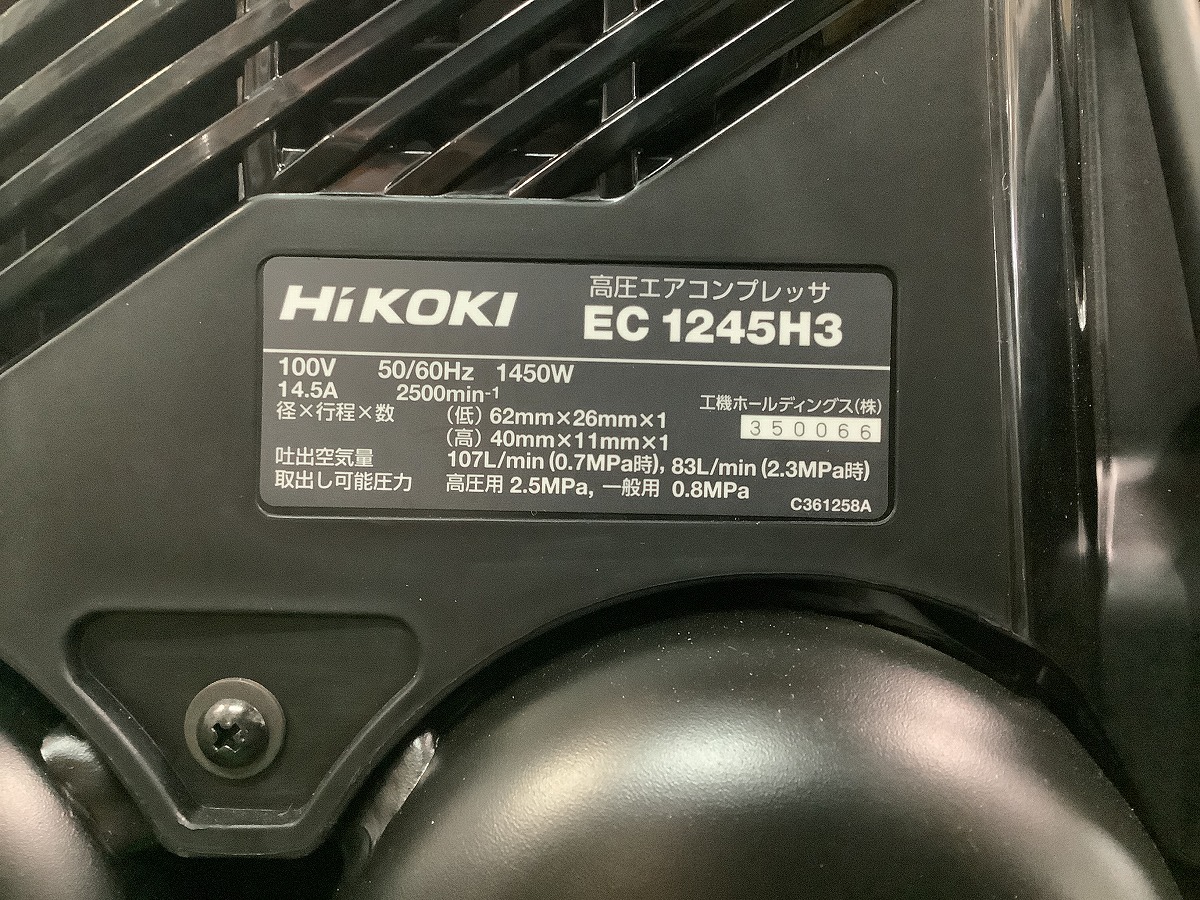 HiKOKI
高圧エアコンプレッサ
EC 1245H3
100V 50/60Hz 1450W
14.5A 2500min-1
径×行程×数 (低) 62mm×26mm×1
(高) 40mm×11mm×1
工機ホールディングス(株)
350066
吐出空気量 107L/min (0.7MPa時), 83L/min (2.3MPa時)
取出し可能圧力 高圧用 2.5MPa, 一般用 0.8MPa
C361258A